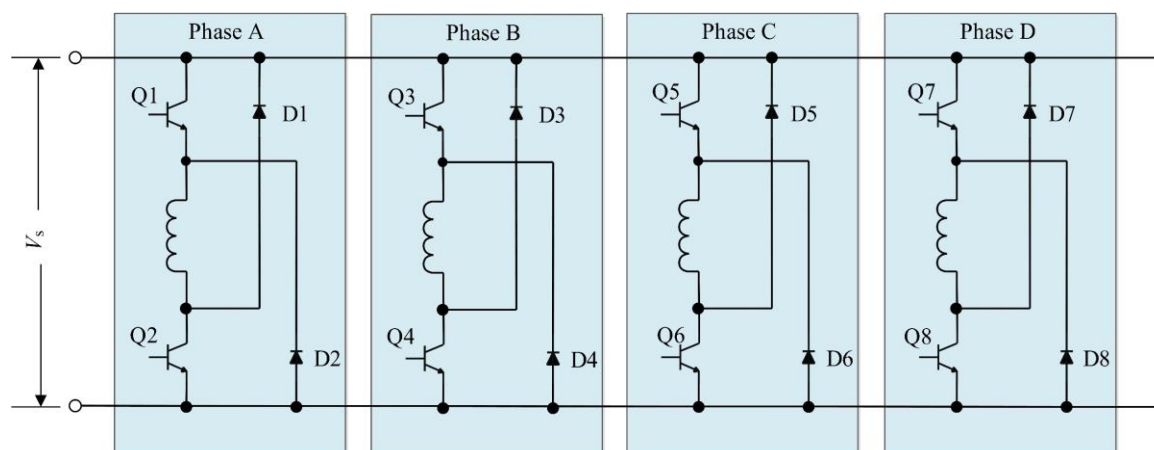 Phase A
Phase B
Phase C
Phase D
Q1
D1
Q3
D3
Q5
D5
Q7
D7
Vs
Q2
D2
Q4
D4
Q6
D6
Q8
D8